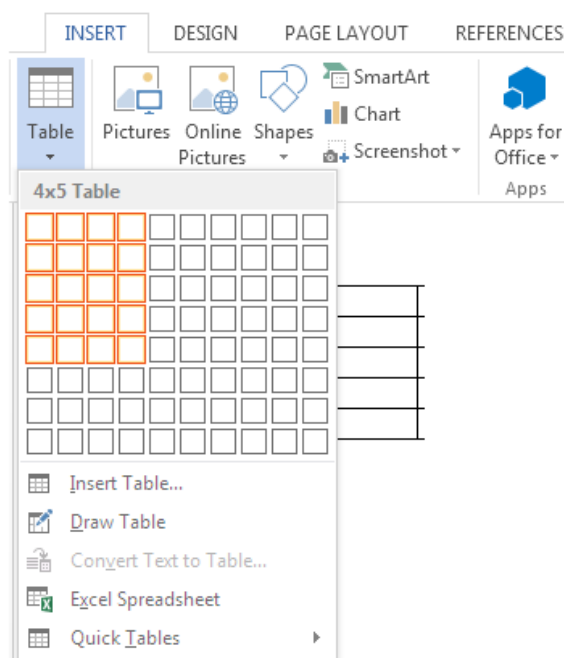 INSERT DESIGN PAGE LAYOUT REFERENCES
Table
Pictures
Online Pictures
Shapes
SmartArt
Chart
Screenshot
Apps for Office
Apps
4x5 Table
Insert Table...
Draw Table
Convert Text to Table...
Excel Spreadsheet
Quick Tables